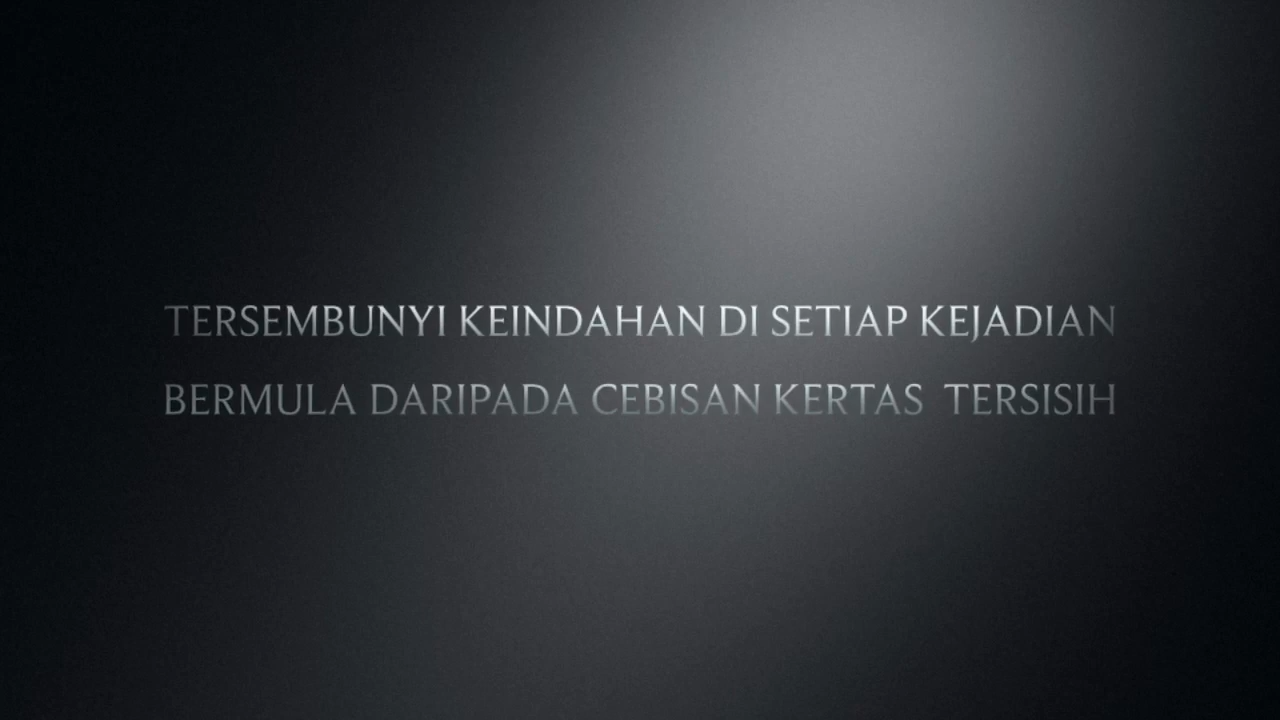 TERSEMBUNYI KEINDAHAN DI SETIAP KEJADIAN
BERMULA DARIPADA CEBISAN KERTAS  TERSISIH